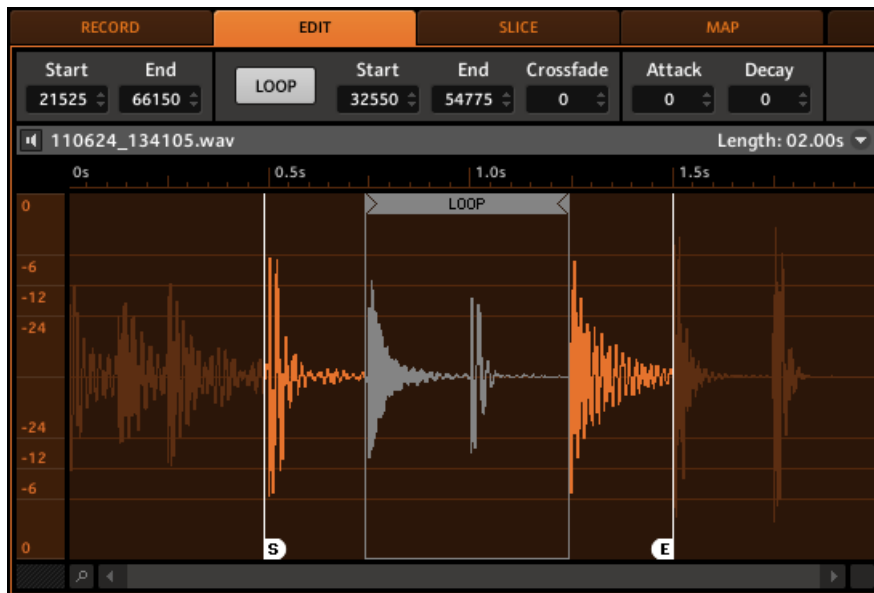 RECORD EDIT SLICE MAP
Start End Start End Crossfade Attack Decay
21525 66150 LOOP 32550 54775 0 0 0
110624_134105.wav Length: 02.00s
0s 0.5s 1.0s 1.5s
LOOP
0
-6
-12
-24
-24
-12
-6
0
S E